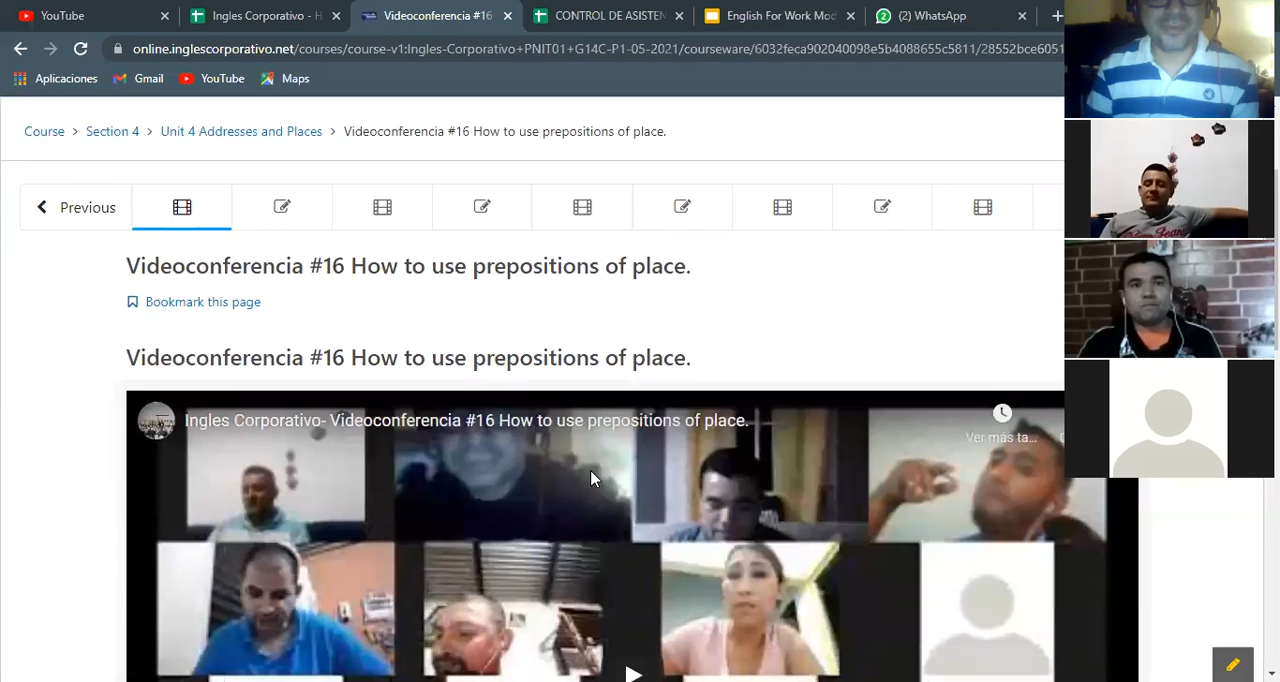 YouTube
Ingles Corporativo - H
Videoconferencia #16
CONTROL DE ASISTEN
English For Work Mod
(2) WhatsApp
online.inglescorporativo.net/courses/course-v1:Ingles-Corporativo+PNIT01+G14C-P1-05-2021/courseware/6032feca902040098e5b4088655c5811/28552bce6051
Aplicaciones Gmail YouTube Maps
Course > Section 4 > Unit 4 Addresses and Places > Videoconferencia #16 How to use prepositions of place.
Previous
Videoconferencia #16 How to use prepositions of place.
Bookmark this page
Videoconferencia #16 How to use prepositions of place.
Ingles Corporativo- Videoconferencia #16 How to use prepositions of place.
Ver más ta...